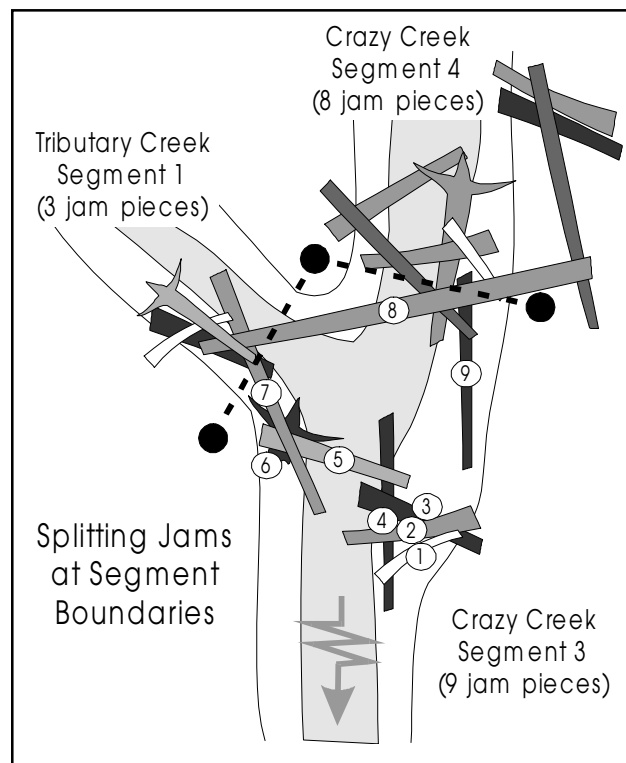 Crazy Creek
Segment 4
(8 jam pieces)
Tributary Creek
Segment 1
(3 jam pieces)
8
9
7
6
5
3
4
2
1
Splitting Jams
at Segment
Boundaries
Crazy Creek
Segment 3
(9 jam pieces)